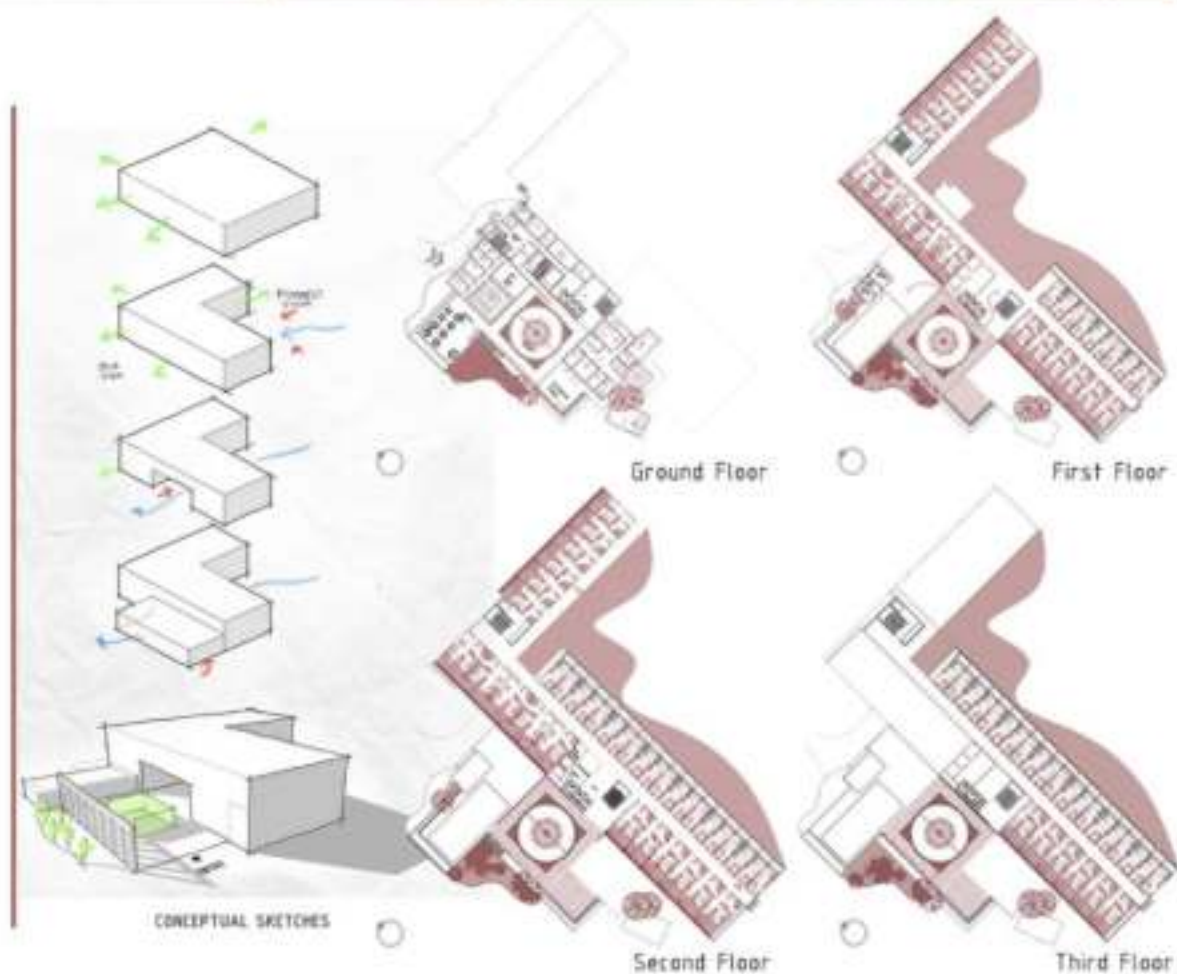 Ground Floor
First Floor
CONCEPTUAL SKETCHES
Second Floor
Third Floor